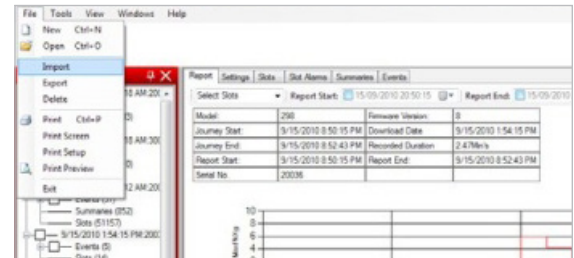 File Tools View Windows Help
New Ctrl+N
Open Ctrl+O
Import
Export
Delete
Print Ctrl+P
Print Screen
Print Setup
Print Preview
Exit
Summaries (852)
Slots (51157)
9/15/2010 1:54:15 PM:200
Events (5)
Report Settings Slots Slot Alarms Summaries Events
Select Slots Report Start: 15/09/2010 20:50:15 Report End: 15/09/2010
Model: 298 Firmware Version: 8
Journey Start: 9/15/2010 8:50:15 PM Download Date 9/15/2010 1:54:15 PM
Journey End: 9/15/2010 8:52:43 PM Recorded Duration 2.47Min's
Report Start: 9/15/2010 8:50:15 PM Report End: 9/15/2010 8:52:43 PM
Serial No. 20036
10
8
6
4